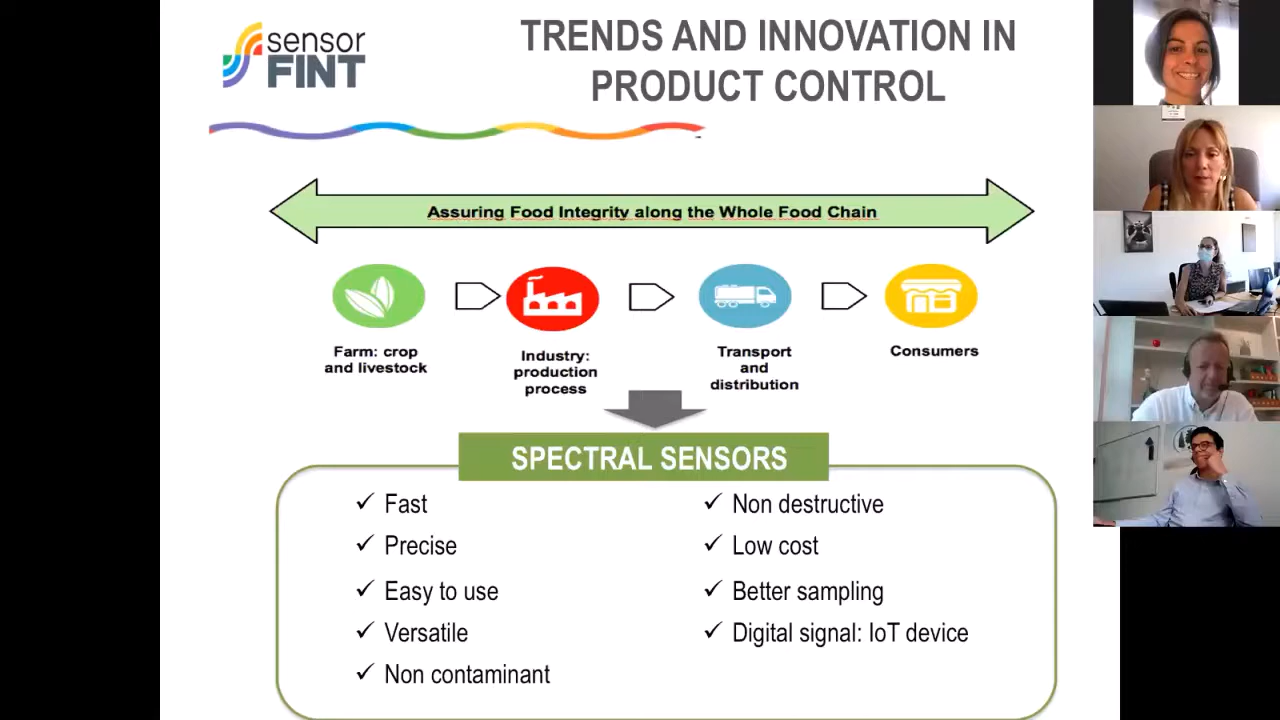 sensor
FINT
TRENDS AND INNOVATION IN
PRODUCT CONTROL
Assuring Food Integrity along the Whole Food Chain
Farm: crop
and livestock
Industry:
production
process
Transport
and
distribution
Consumers
SPECTRAL SENSORS
✓ Fast
✓ Precise
✓ Easy to use
✓ Versatile
✓ Non contaminant
✓ Non destructive
✓ Low cost
✓ Better sampling
✓ Digital signal: IoT device